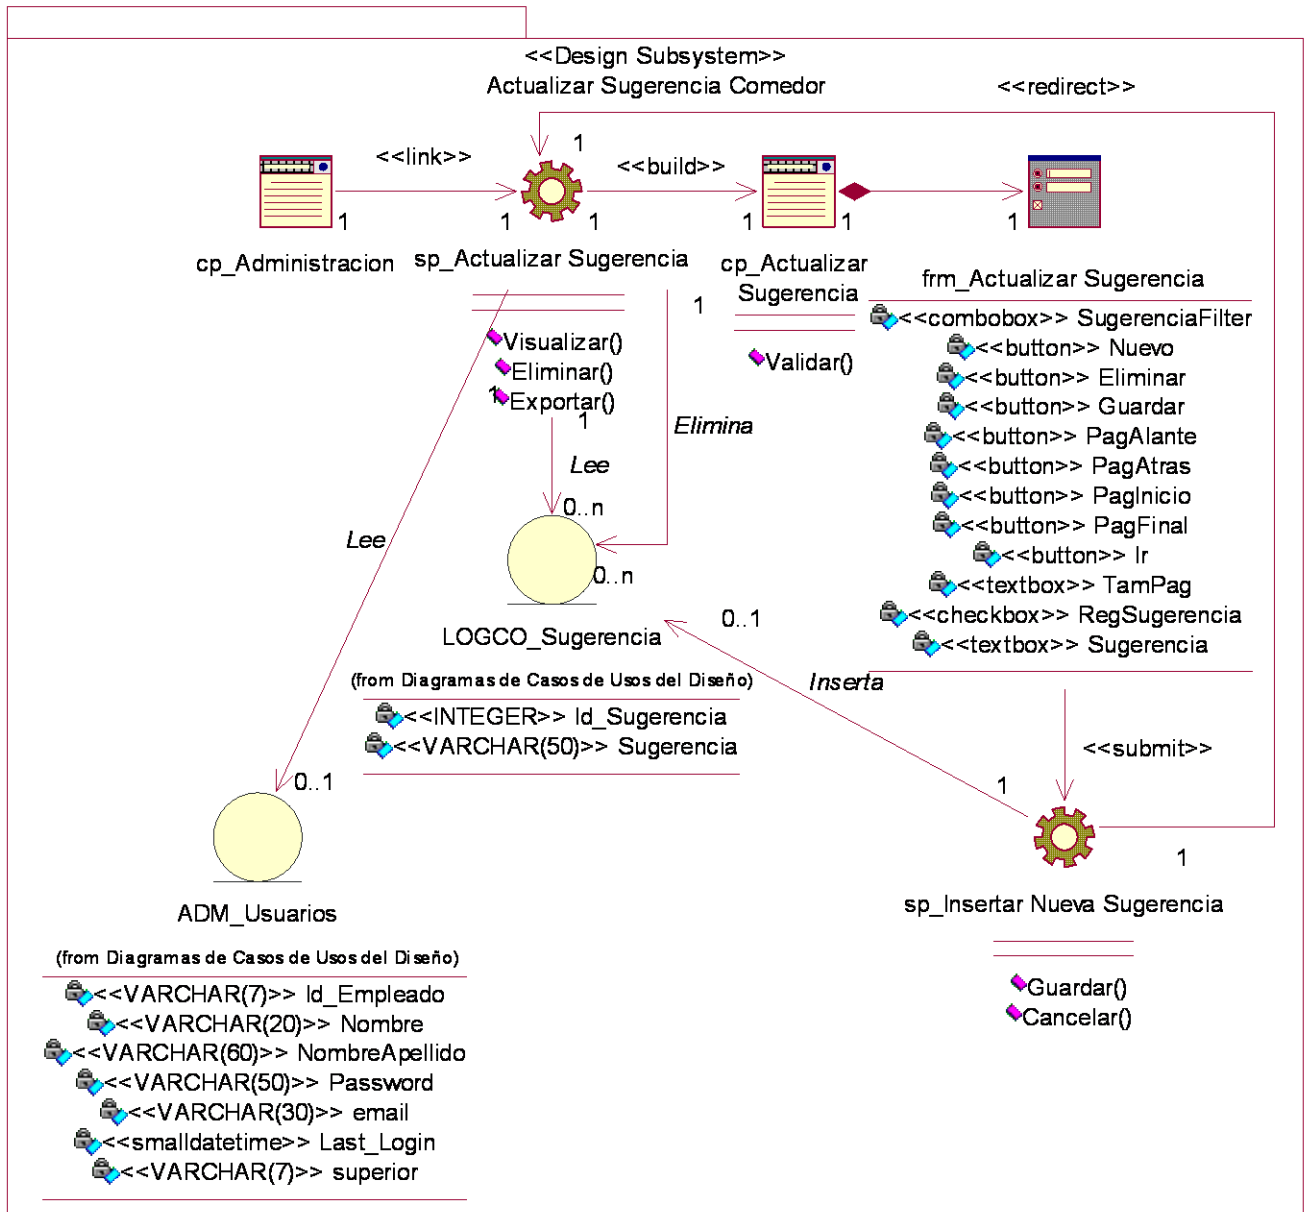 <<Design Subsystem>>
Actualizar Sugerencia Comedor
<<redirect>>
1
<<link>>
<<build>>
1
1
1
1
1
1
cp_Administracion
sp_Actualizar Sugerencia
cp_Actualizar
Sugerencia
frm_Actualizar Sugerencia
<<combobox>> SugerenciaFilter
<<button>> Nuevo
<<button>> Eliminar
<<button>> Guardar
<<button>> PagAlante
<<button>> PagAtras
<<button>> PagInicio
<<button>> PagFinal
<<button>> Ir
<<textbox>> TamPag
<<checkbox>> RegSugerencia
<<textbox>> Sugerencia
1
Visualizar()
Eliminar()
Exportar()
1
1
Validar()
Elimina
Lee
0..n
Lee
0..n
LOGCO_Sugerencia
(from Diagramas de Casos de Usos del Diseño)
<<INTEGER>> Id_Sugerencia
<<VARCHAR(50)>> Sugerencia
0..1
Inserta
<<submit>>
1
1
sp_Insertar Nueva Sugerencia
Guardar()
Cancelar()
0..1
ADM_Usuarios
(from Diagramas de Casos de Usos del Diseño)
<<VARCHAR(7)>> Id_Empleado
<<VARCHAR(20)>> Nombre
<<VARCHAR(60)>> NombreApellido
<<VARCHAR(50)>> Password
<<VARCHAR(30)>> email
<<smalldatetime>> Last_Login
<<VARCHAR(7)>> superior